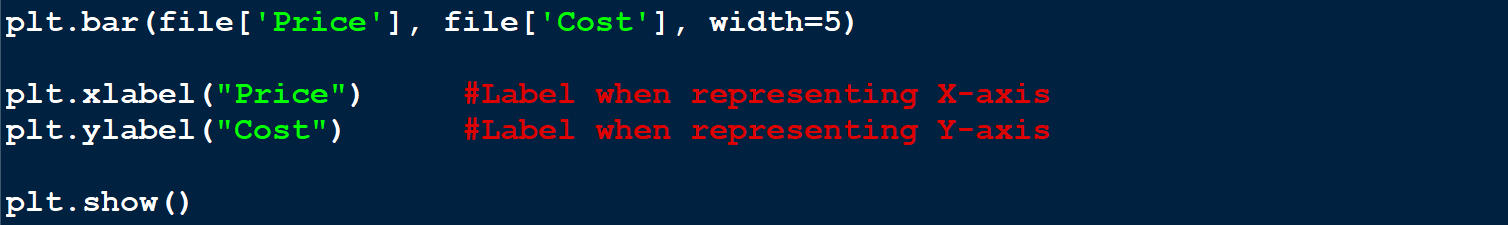 plt.bar(file['Price'], file['Cost'], width=5)
plt.xlabel("Price")      #Label when representing X-axis
plt.ylabel("Cost")       #Label when representing Y-axis
plt.show()